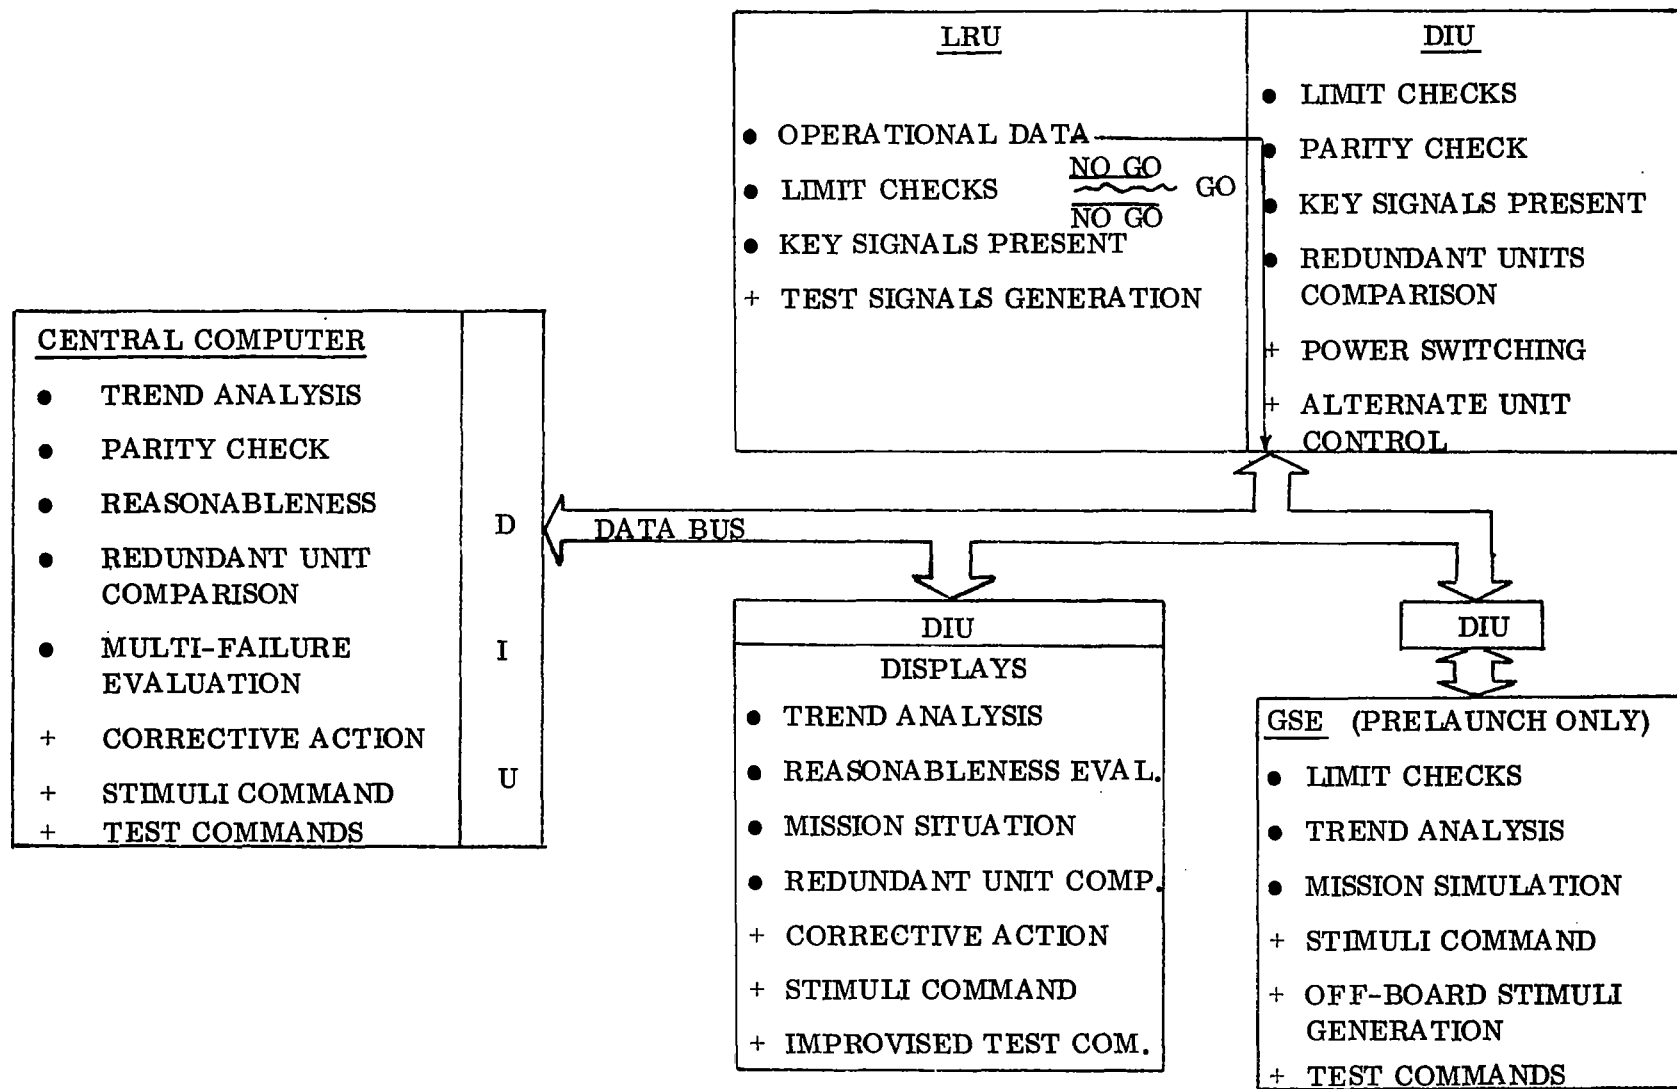 LRU
● OPERATIONAL DATA
● LIMIT CHECKS
NO GO
GO
NO GO
● KEY SIGNALS PRESENT
+ TEST SIGNALS GENERATION
DIU
● LIMIT CHECKS
● PARITY CHECK
● KEY SIGNALS PRESENT
● REDUNDANT UNITS
COMPARISON
+ POWER SWITCHING
+ ALTERNATE UNIT
CONTROL
CENTRAL COMPUTER
● TREND ANALYSIS
● PARITY CHECK
● REASONABLENESS
● REDUNDANT UNIT
COMPARISON
● MULTI-FAILURE
EVALUATION
+ CORRECTIVE ACTION
+ STIMULI COMMAND
+ TEST COMMANDS
D
I
U
DATA BUS
DIU
DISPLAYS
● TREND ANALYSIS
● REASONABLENESS EVAL.
● MISSION SITUATION
● REDUNDANT UNIT COMP.
+ CORRECTIVE ACTION
+ STIMULI COMMAND
+ IMPROVISED TEST COM.
DIU
GSE (PRELAUNCH ONLY)
● LIMIT CHECKS
● TREND ANALYSIS
● MISSION SIMULATION
+ STIMULI COMMAND
+ OFF-BOARD STIMULI
GENERATION
+ TEST COMMANDS